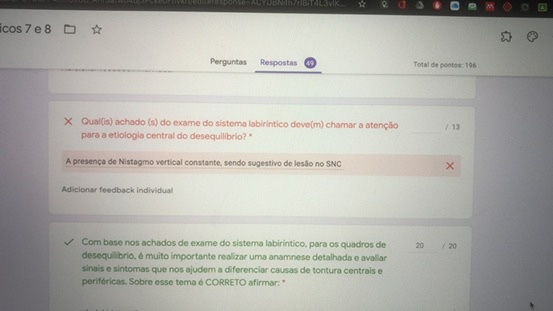 icos 7 e 8
Perguntas Respostas 49 Total de pontos: 196
Qual(is) achado (s) do exame do sistema labiríntico deve(m) chamar a atenção
para a etiologia central do desequilíbrio? *
/ 13
A presença de Nistagmo vertical constante, sendo sugestivo de lesão no SNC
Adicionar feedback individual
Com base nos achados de exame do sistema labiríntico, para os quadros de
desequilíbrio, é muito importante realizar uma anamnese detalhada e avaliar
sinais e sintomas que nos ajudem a diferenciar causas de tontura centrais e
periféricas. Sobre esse tema é CORRETO afirmar: *
20 / 20